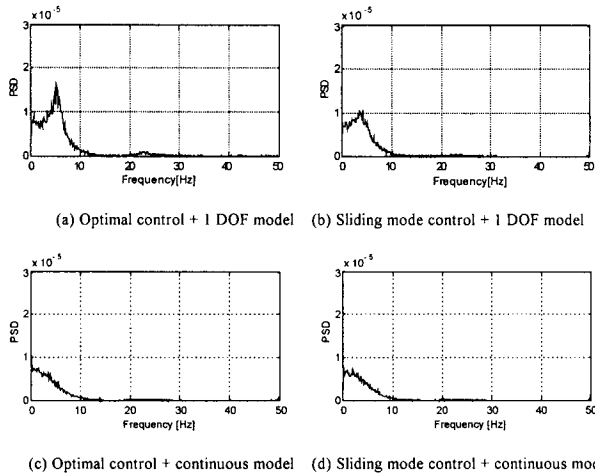 x 10⁻⁵ x 10⁻⁵
3 3
2 2
PSD PSD
1 1
0 0
0 10 20 30 40 50 0 10 20 30 40 50
Frequency[Hz] Frequency[Hz]
(a) Optimal control + 1 DOF model (b) Sliding mode control + 1 DOF model
x 10⁻⁵ x 10⁻⁵
3 3
2 2
PSD PSD
1 1
0 0
0 10 20 30 40 50 0 10 20 30 40 50
Frequency [Hz] Frequency [Hz]
(c) Optimal control + continuous model (d) Sliding mode control + continuous mo